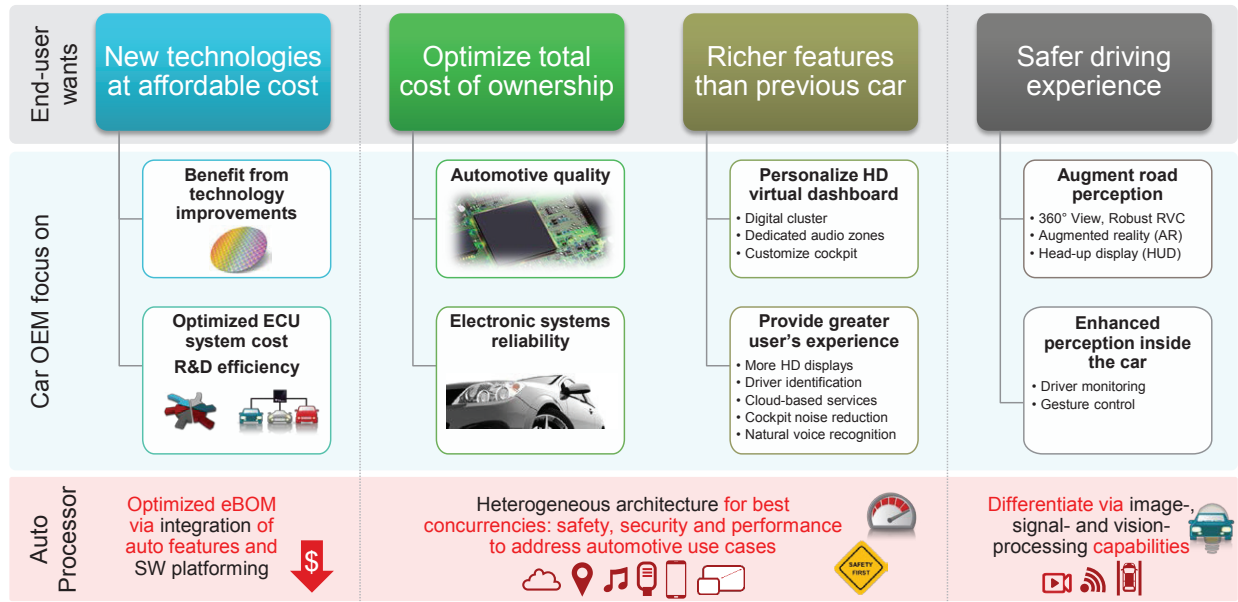 End-user
wants
New technologies
at affordable cost
Optimize total
cost of ownership
Richer features
than previous car
Safer driving
experience
Car OEM focus on
Benefit from
technology
improvements
Optimized ECU
system cost
R&D efficiency
Automotive quality
Electronic systems
reliability
Personalize HD
virtual dashboard
• Digital cluster
• Dedicated audio zones
• Customize cockpit
Provide greater
user's experience
• More HD displays
• Driver identification
• Cloud-based services
• Cockpit noise reduction
• Natural voice recognition
Augment road
perception
• 360° View, Robust RVC
• Augmented reality (AR)
• Head-up display (HUD)
Enhanced
perception inside
the car
• Driver monitoring
• Gesture control
Auto
Processor
Optimized eBOM
via integration of
auto features and
SW platforming
$
Heterogeneous architecture for best
concurrencies: safety, security and performance
to address automotive use cases
SAFETY
FIRST
Differentiate via image-,
signal- and vision-
processing capabilities